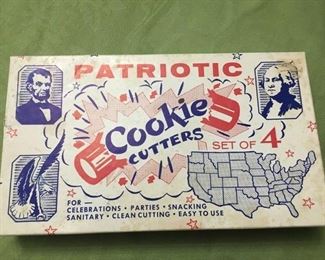 PATRIOTIC
Cookie
CUTTERS
SET OF 4
FOR —
CELEBRATIONS • PARTIES • SNACKING
SANITARY • CLEAN CUTTING • EASY TO USE